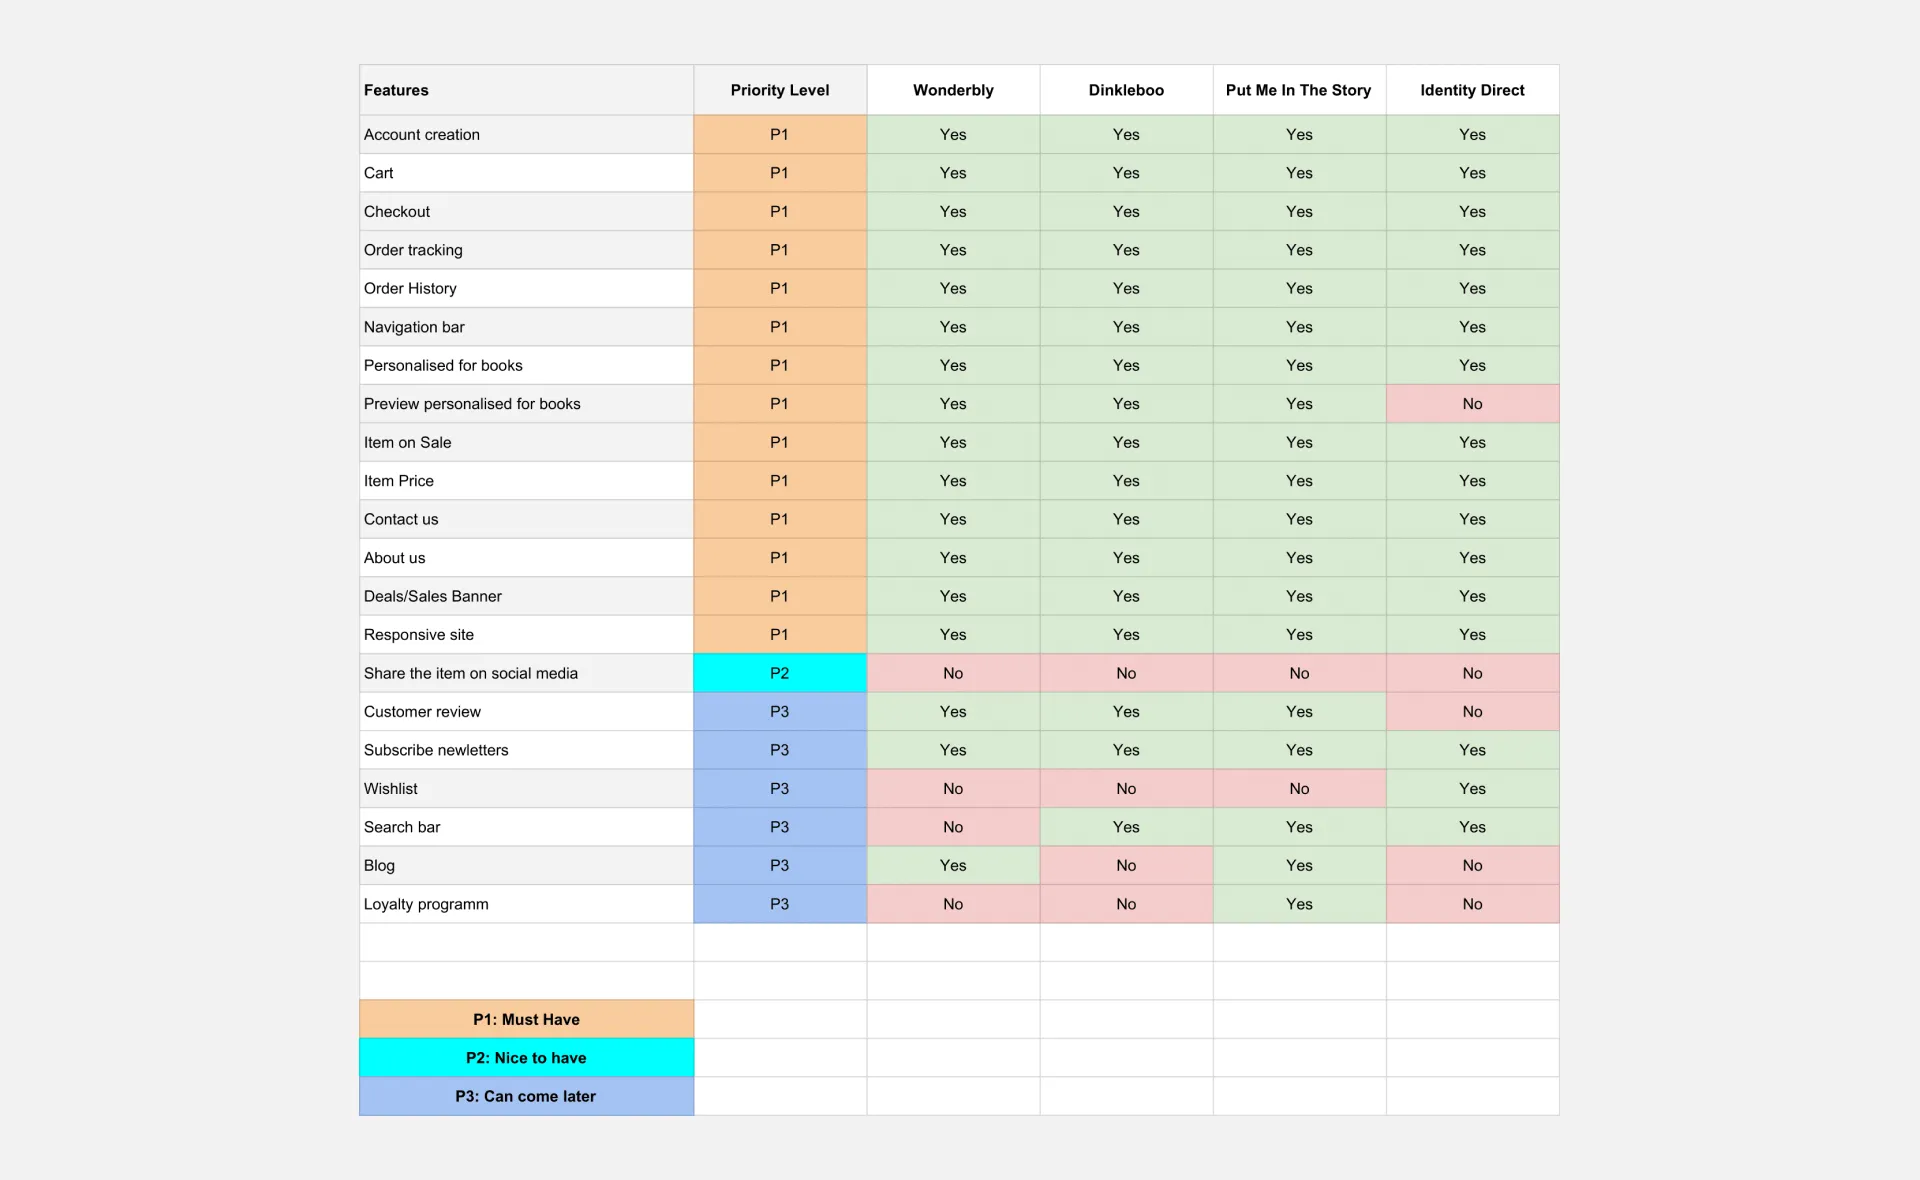 Features Priority Level Wonderbly Dinkleboo Put Me In The Story Identity Direct
Account creation P1 Yes Yes Yes Yes
Cart P1 Yes Yes Yes Yes
Checkout P1 Yes Yes Yes Yes
Order tracking P1 Yes Yes Yes Yes
Order History P1 Yes Yes Yes Yes
Navigation bar P1 Yes Yes Yes Yes
Personalised for books P1 Yes Yes Yes Yes
Preview personalised for books P1 Yes Yes Yes No
Item on Sale P1 Yes Yes Yes Yes
Item Price P1 Yes Yes Yes Yes
Contact us P1 Yes Yes Yes Yes
About us P1 Yes Yes Yes Yes
Deals/Sales Banner P1 Yes Yes Yes Yes
Responsive site P1 Yes Yes Yes Yes
Share the item on social media P2 No No No No
Customer review P3 Yes Yes Yes No
Subscribe newletters P3 Yes Yes Yes Yes
Wishlist P3 No No No Yes
Search bar P3 No Yes Yes Yes
Blog P3 Yes No Yes No
Loyalty programm P3 No No Yes No
P1: Must Have
P2: Nice to have
P3: Can come later